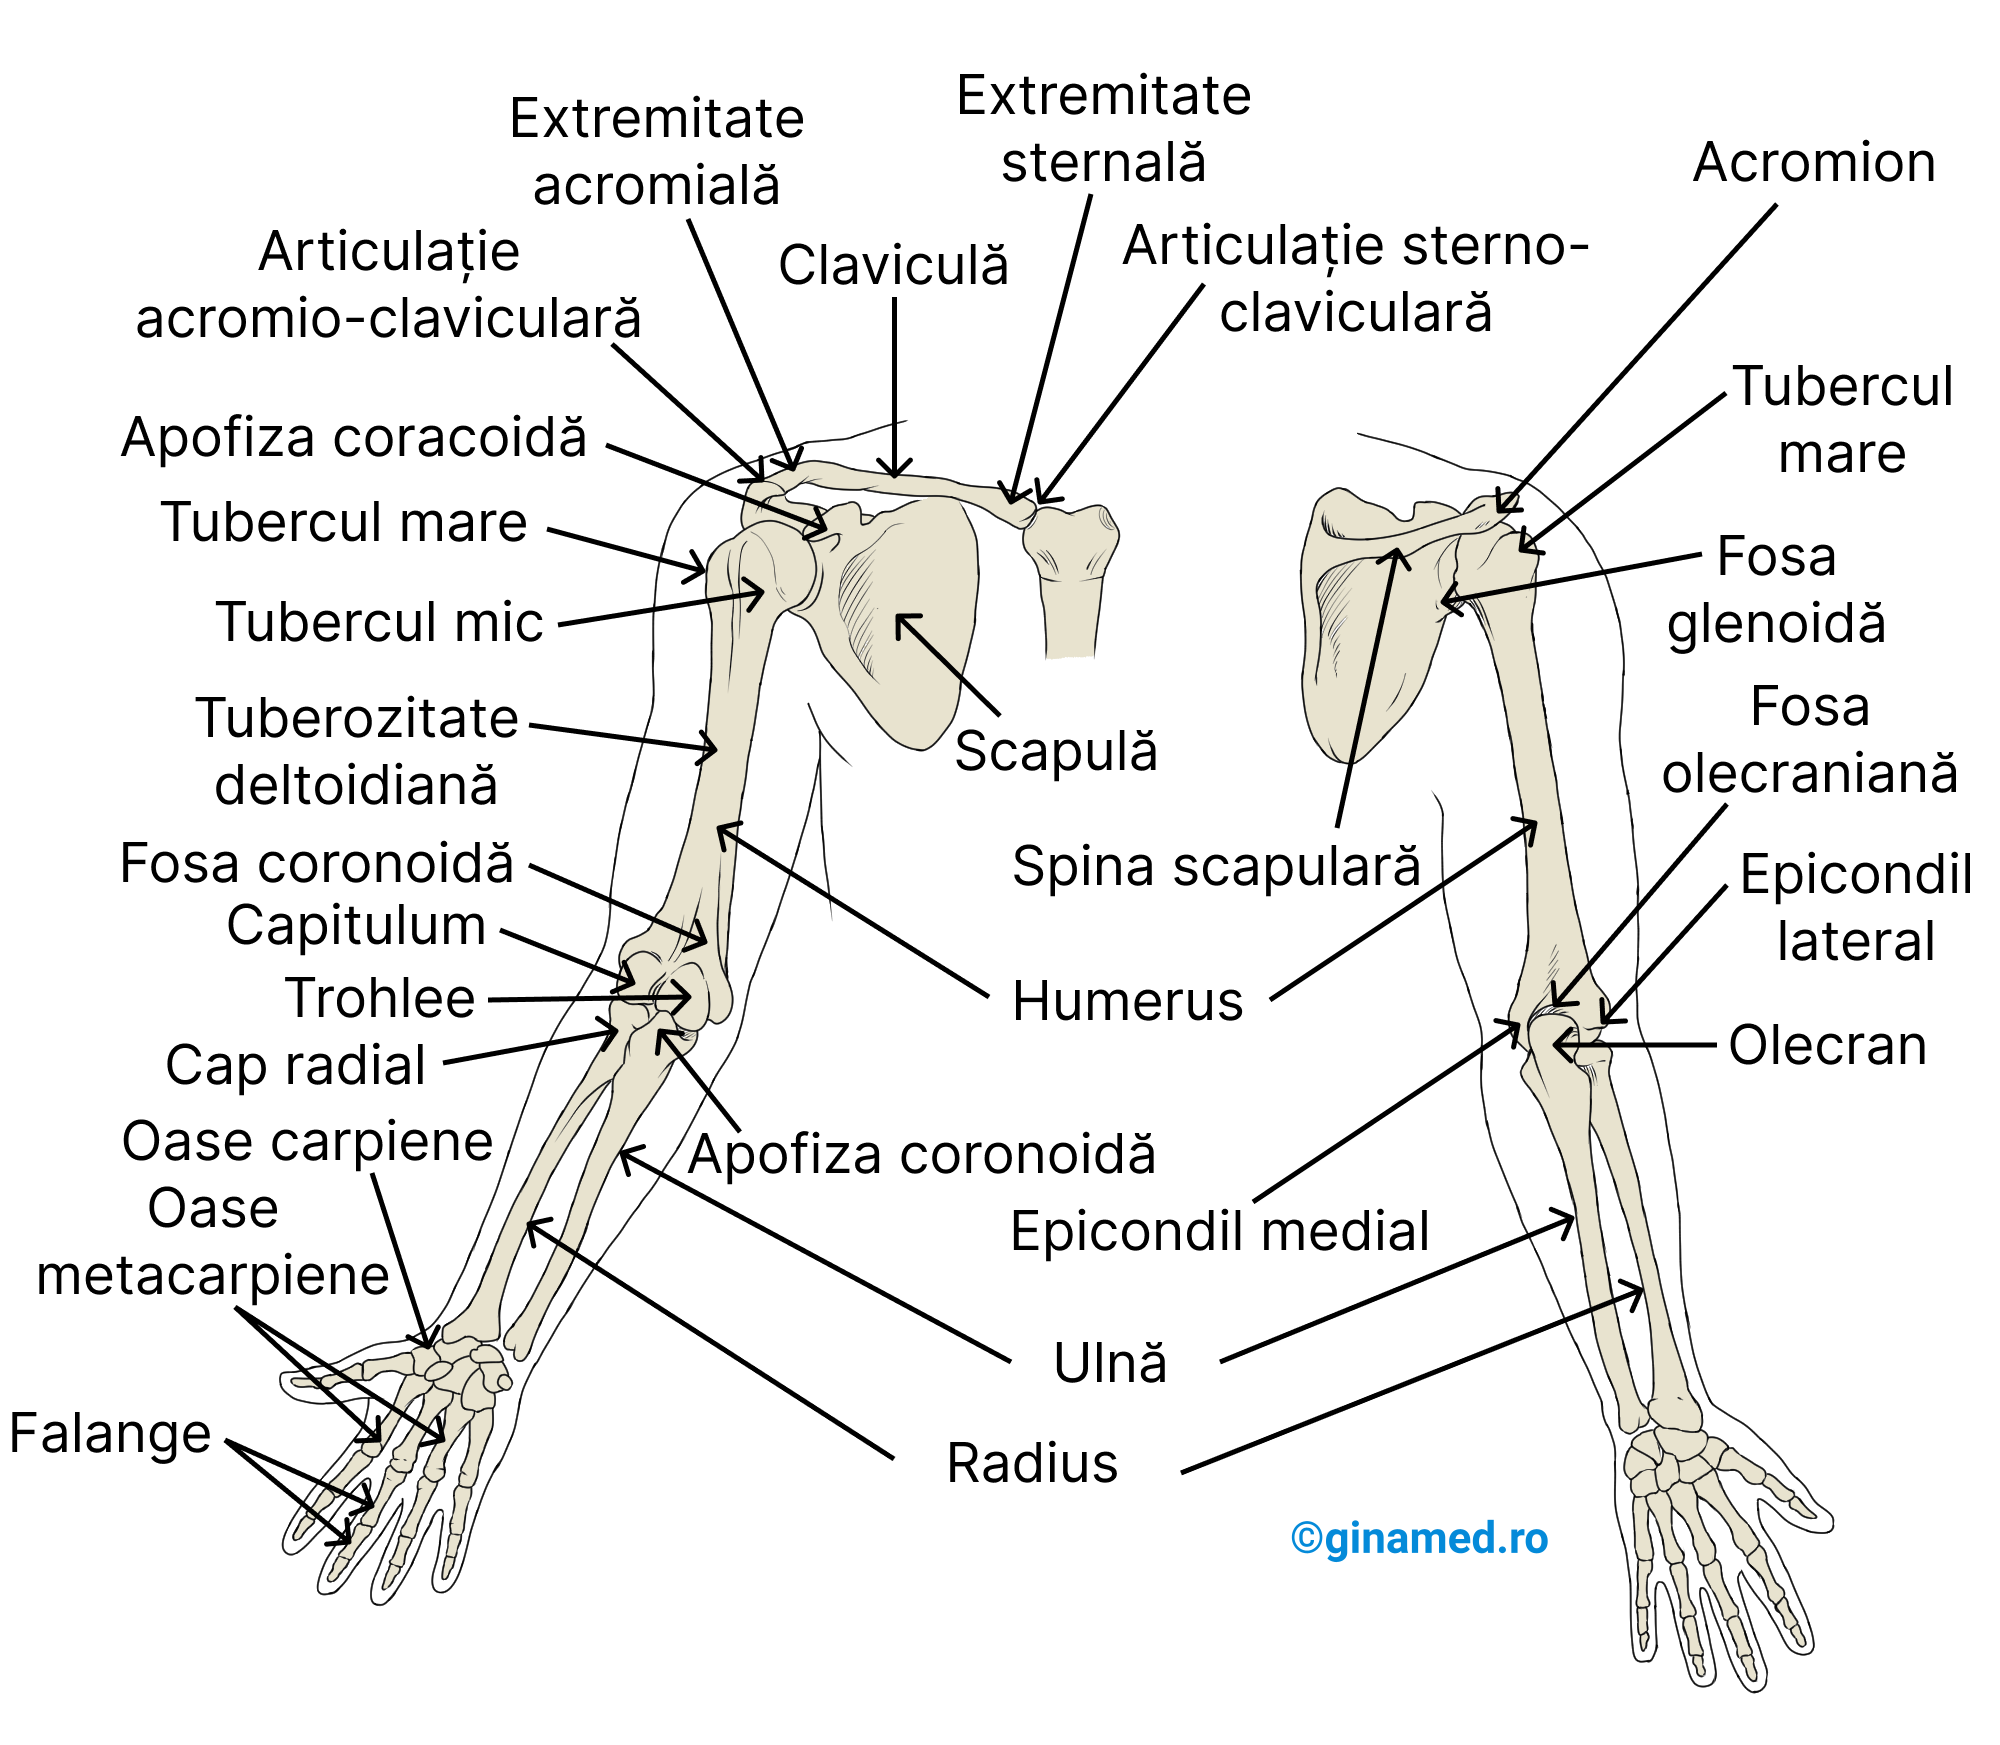 Extremitate
acromială
Extremitate
sternală
Acromion
Articulație
acromio-claviculară
Claviculă
Articulație sterno-
claviculară
Tubercul
mare
Apofiza coracoidă
Tubercul mare
Fosa
glenoidă
Tubercul mic
Tuberozitate
deltoidiană
Scapulă
Fosa
olecraniană
Fosa coronoidă
Spina scapulară
Epicondil
lateral
Capitulum
Trohlee
Humerus
Olecran
Cap radial
Oase carpiene
Apofiza coronoidă
Oase
metacarpiene
Epicondil medial
Ulnă
Falange
Radius
©ginamed.ro